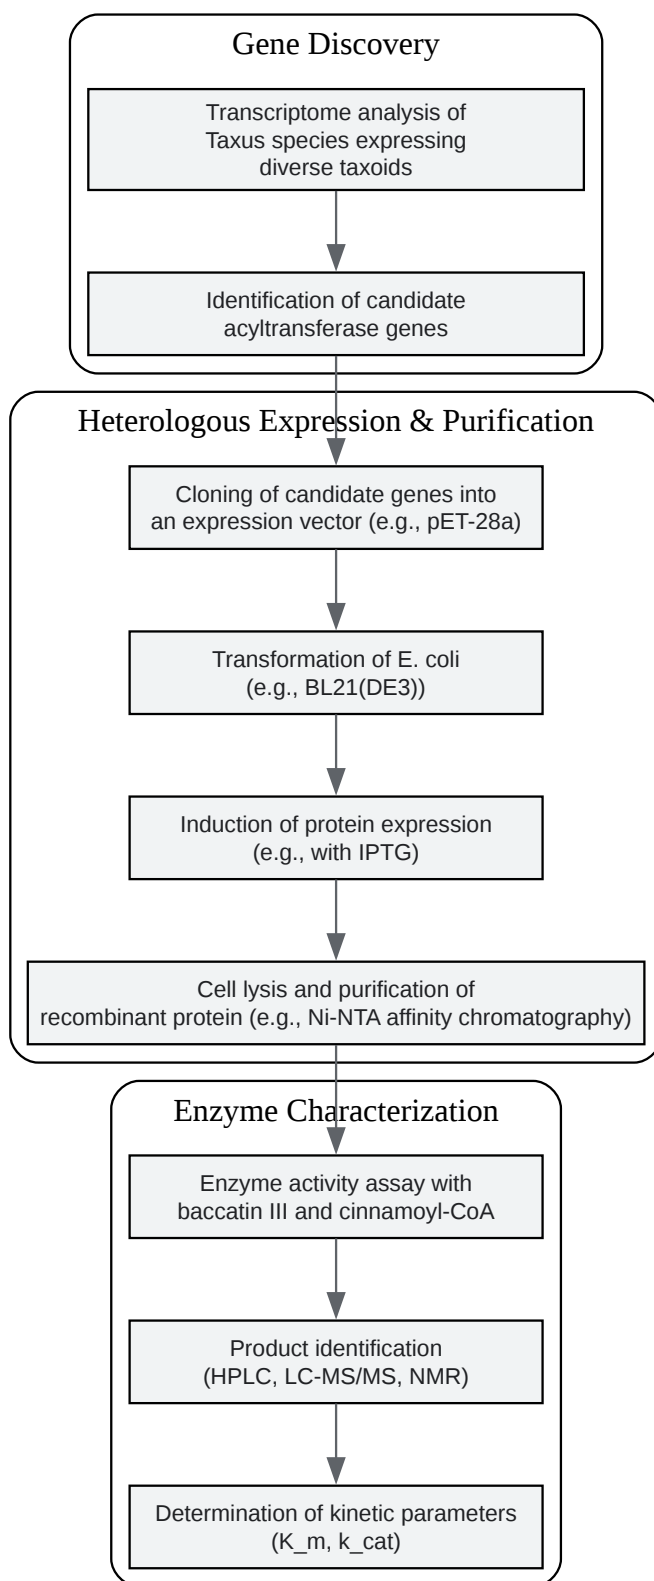 Gene Discovery
Transcriptome analysis of
Taxus species expressing
diverse taxoids
Identification of candidate
acyltransferase genes
Heterologous Expression & Purification
Cloning of candidate genes into
an expression vector (e.g., pET-28a)
Transformation of E. coli
(e.g., BL21(DE3))
Induction of protein expression
(e.g., with IPTG)
Cell lysis and purification of
recombinant protein (e.g., Ni-NTA affinity chromatography)
Enzyme Characterization
Enzyme activity assay with
baccatin III and cinnamoyl-CoA
Product identification
(HPLC, LC-MS/MS, NMR)
Determination of kinetic parameters
(K_m, k_cat)